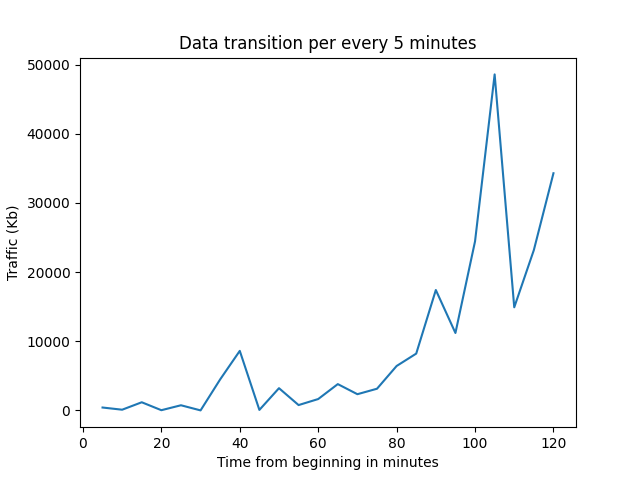 Data transition per every 5 minutes
50000
40000
30000
20000
10000
0
Traffic (Kb)
0 20 40 60 80 100 120
Time from beginning in minutes